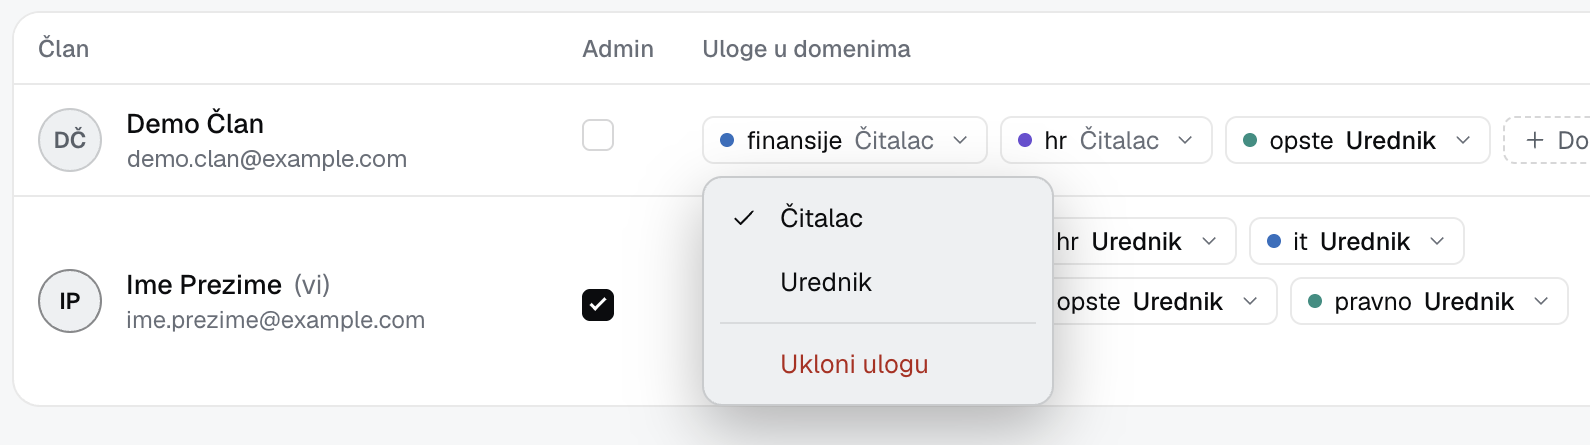 Član Admin Uloge u domenima
DČ Demo Član finansije Čitalac hr Čitalac opste Urednik + Do
demo.clan@example.com
Čitalac
hr Urednik it Urednik
Urednik
IP Ime Prezime (vi) opste Urednik pravno Urednik
ime.prezime@example.com
Ukloni ulogu